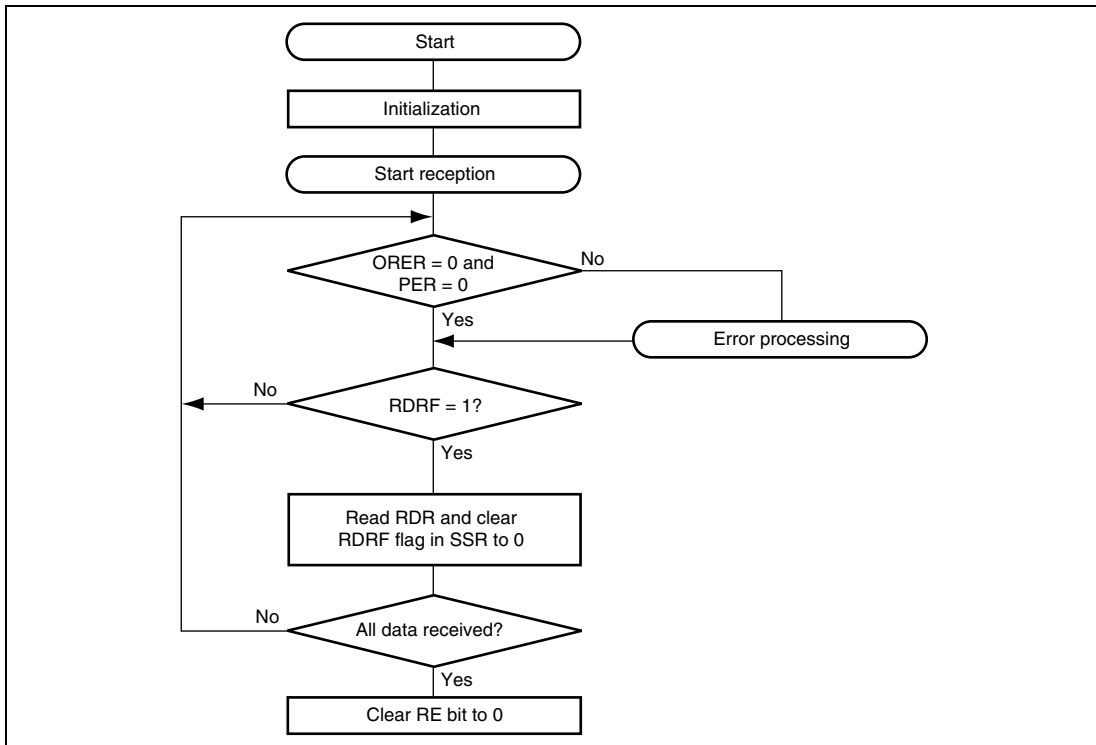 Start
Initialization
Start reception
ORER = 0 and
PER = 0
No
Yes
Error processing
No
RDRF = 1?
Yes
Read RDR and clear
RDRF flag in SSR to 0
No
All data received?
Yes
Clear RE bit to 0